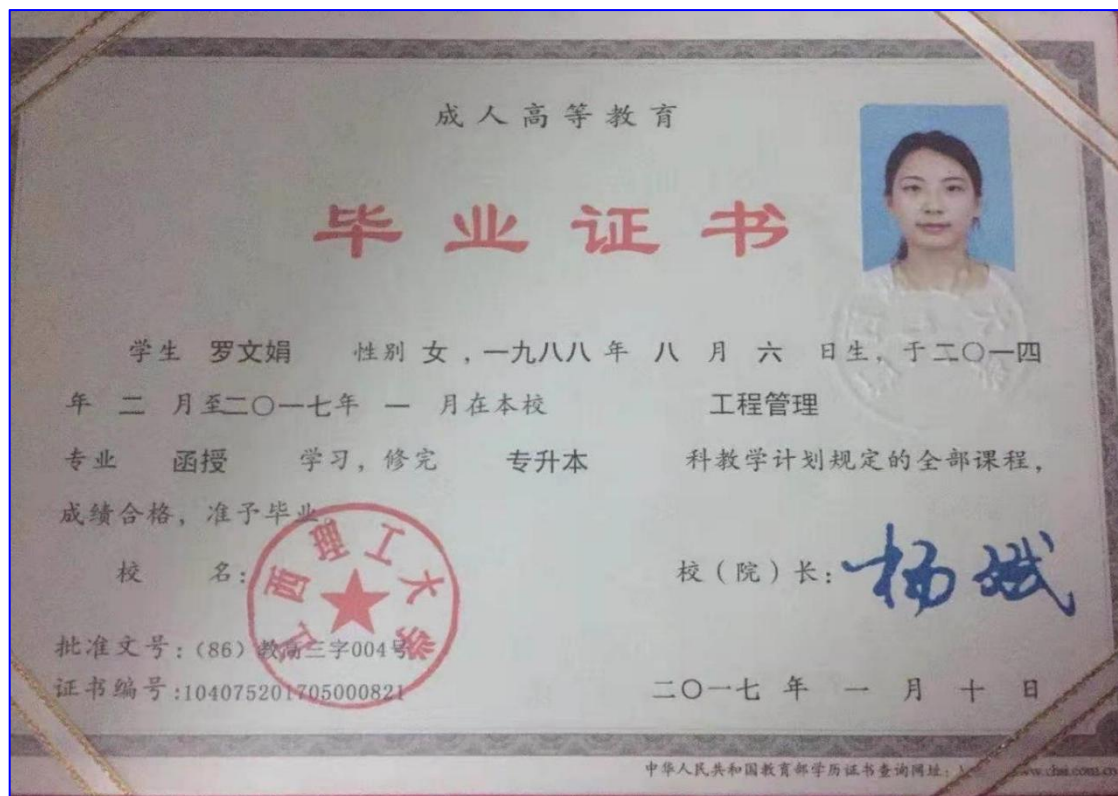 成人高等教育
毕业证书
学生 罗文娟 性别 女，一九八八 年 八 月 六 日生，于二〇一四
年 二 月至二〇一七年 一 月在本校 工程管理
专业 函授 学习，修完 专升本 科教学计划规定的全部课程，
成绩合格，准予毕业。
校 名： 江西理工大学 校（院）长：杨斌
批准文号：（86）教高三字004号
证书编号：104075201705000821
二〇一七 年 一 月 十 日
中华人民共和国教育部学历证书查询网址：www.chsi.com.cn